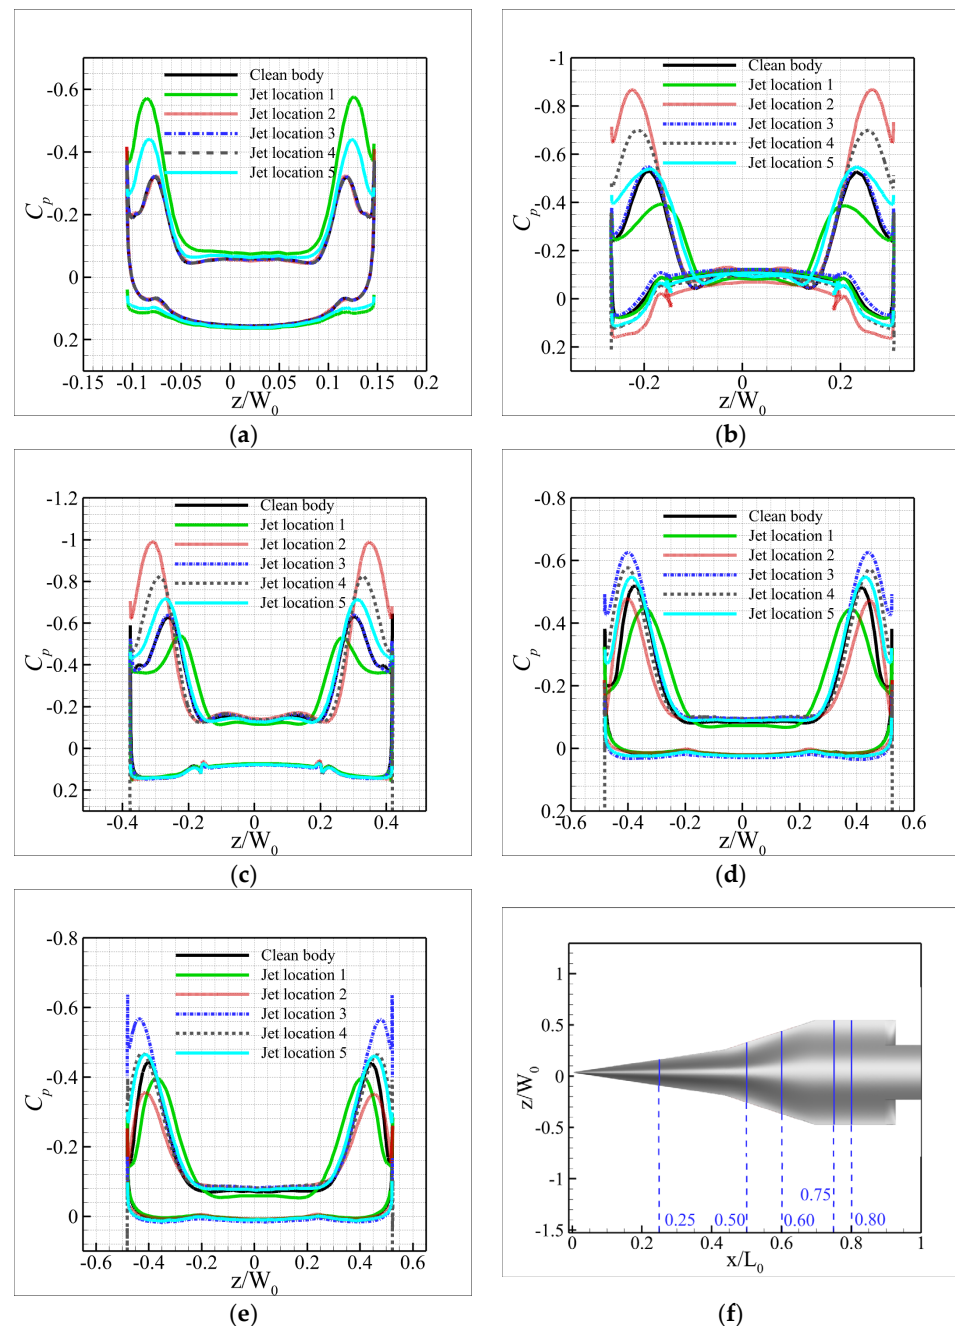 -0.6
-0.4
-0.2
0
0.2
Cp
Clean body
Jet location 1
Jet location 2
Jet location 3
Jet location 4
Jet location 5
-0.15 -0.1 -0.05 0 0.05 0.1 0.15 0.2
z/W0
(a)
-1
-0.8
-0.6
-0.4
-0.2
0
0.2
Cp
Clean body
Jet location 1
Jet location 2
Jet location 3
Jet location 4
Jet location 5
-0.2 0 0.2
z/W0
(b)
-1.2
-1
-0.8
-0.6
-0.4
-0.2
0
0.2
Cp
Clean body
Jet location 1
Jet location 2
Jet location 3
Jet location 4
Jet location 5
-0.4 -0.2 0 0.2 0.4
z/W0
(c)
-0.8
-0.6
-0.4
-0.2
0
0.2
Cp
Clean body
Jet location 1
Jet location 2
Jet location 3
Jet location 4
Jet location 5
-0.6 -0.4 -0.2 0 0.2 0.4 0.6
z/W0
(d)
-0.8
-0.6
-0.4
-0.2
0
Cp
Clean body
Jet location 1
Jet location 2
Jet location 3
Jet location 4
Jet location 5
-0.6 -0.4 -0.2 0 0.2 0.4 0.6
z/W0
(e)
1
0.5
0
-0.5
-1
-1.5
z/W0
0.25 0.50 0.60 0.75 0.80
0 0.2 0.4 0.6 0.8 1
x/L0
(f)